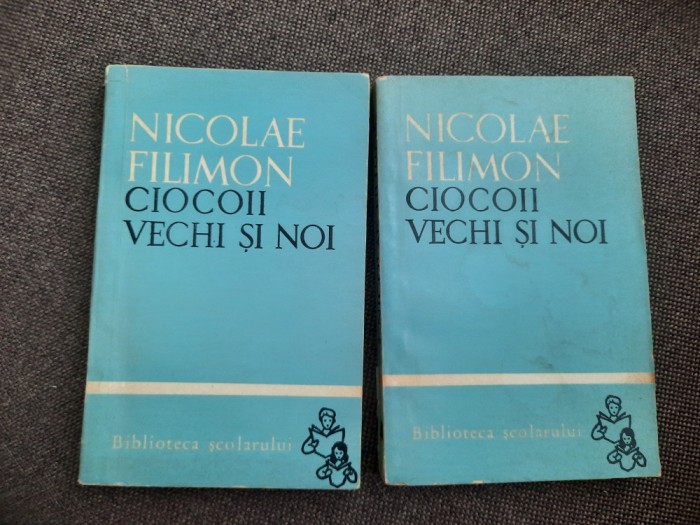 NICOLAE
FILIMON
CIOCOII
VECHI ȘI NOI
Biblioteca școlarului
NICOLAE
FILIMON
CIOCOII
VECHI ȘI NOI
Biblioteca școlarului